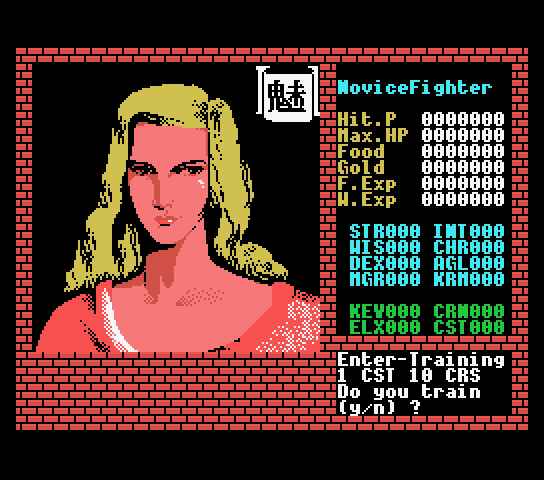 魅
NoviceFighter
Hit.P 0000000
Max.HP 0000000
Food 0000000
Gold 0000000
F.Exp 0000000
W.Exp 0000000
STR000 INT000
WIS000 CHR000
DEX000 AGL000
MGR000 KRM000
KEY000 CRW000
ELX000 CST000
Enter-Training
1 CST 10 CRS
Do you train
(y/n) ?